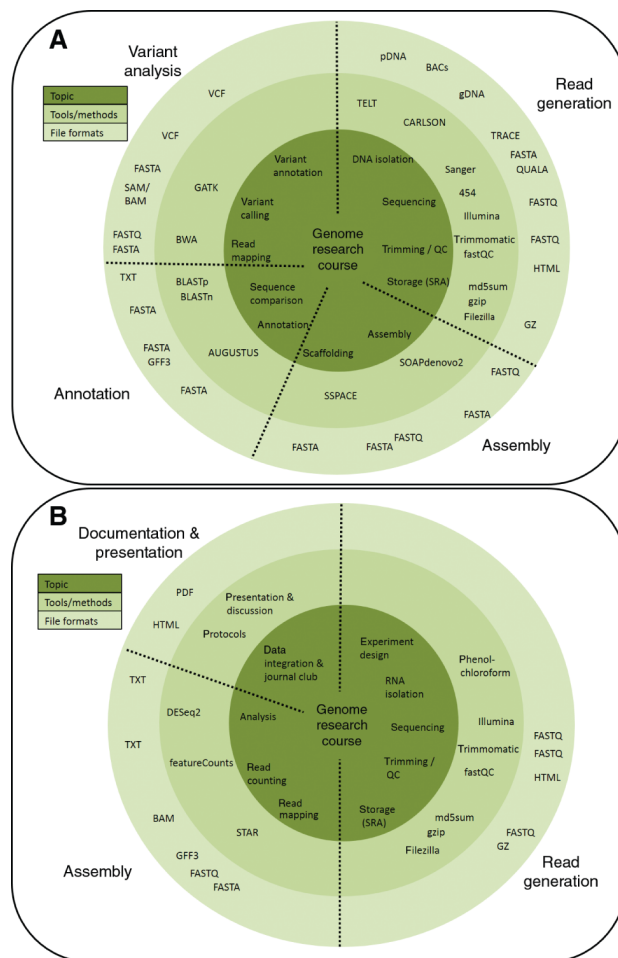 A
Variant
analysis
Topic
Tools/methods
File formats
VCF
VCF
FASTA
SAM/
BAM
FASTQ
FASTA
GATK
BWA
Variant
annotation
Variant
calling
Read
mapping
pDNA
BACs
gDNA
Read
generation
TELT
CARLSON
TRACE
FASTA
QUALA
FASTQ
FASTQ
HTML
GZ
Sanger
454
Illumina
Trimmomatic
fastQC
md5sum
gzip
Filezilla
DNA isolation
Sequencing
Trimming / QC
Storage (SRA)
Genome
research
course
TXT
FASTA
FASTA
GFF3
FASTA
BLASTp
BLASTn
AUGUSTUS
Sequence
comparison
Annotation
Annotation
Scaffolding
Assembly
SOAPdenovo2
SSPACE
FASTQ
FASTA
FASTQ
FASTA
FASTA
Assembly
B
Documentation &
presentation
Topic
Tools/methods
File formats
PDF
HTML
Presentation &
discussion
Protocols
Data
integration &
journal club
Experiment
design
RNA
isolation
Sequencing
Trimming /
QC
Storage
(SRA)
Phenol-
chloroform
Illumina
Trimmomatic
fastQC
md5sum
gzip
Filezilla
FASTQ
FASTQ
HTML
FASTQ
GZ
Read
generation
Genome
research
course
TXT
TXT
BAM
GFF3
FASTQ
FASTA
DESeq2
featureCounts
STAR
Analysis
Read
counting
Read
mapping
Assembly